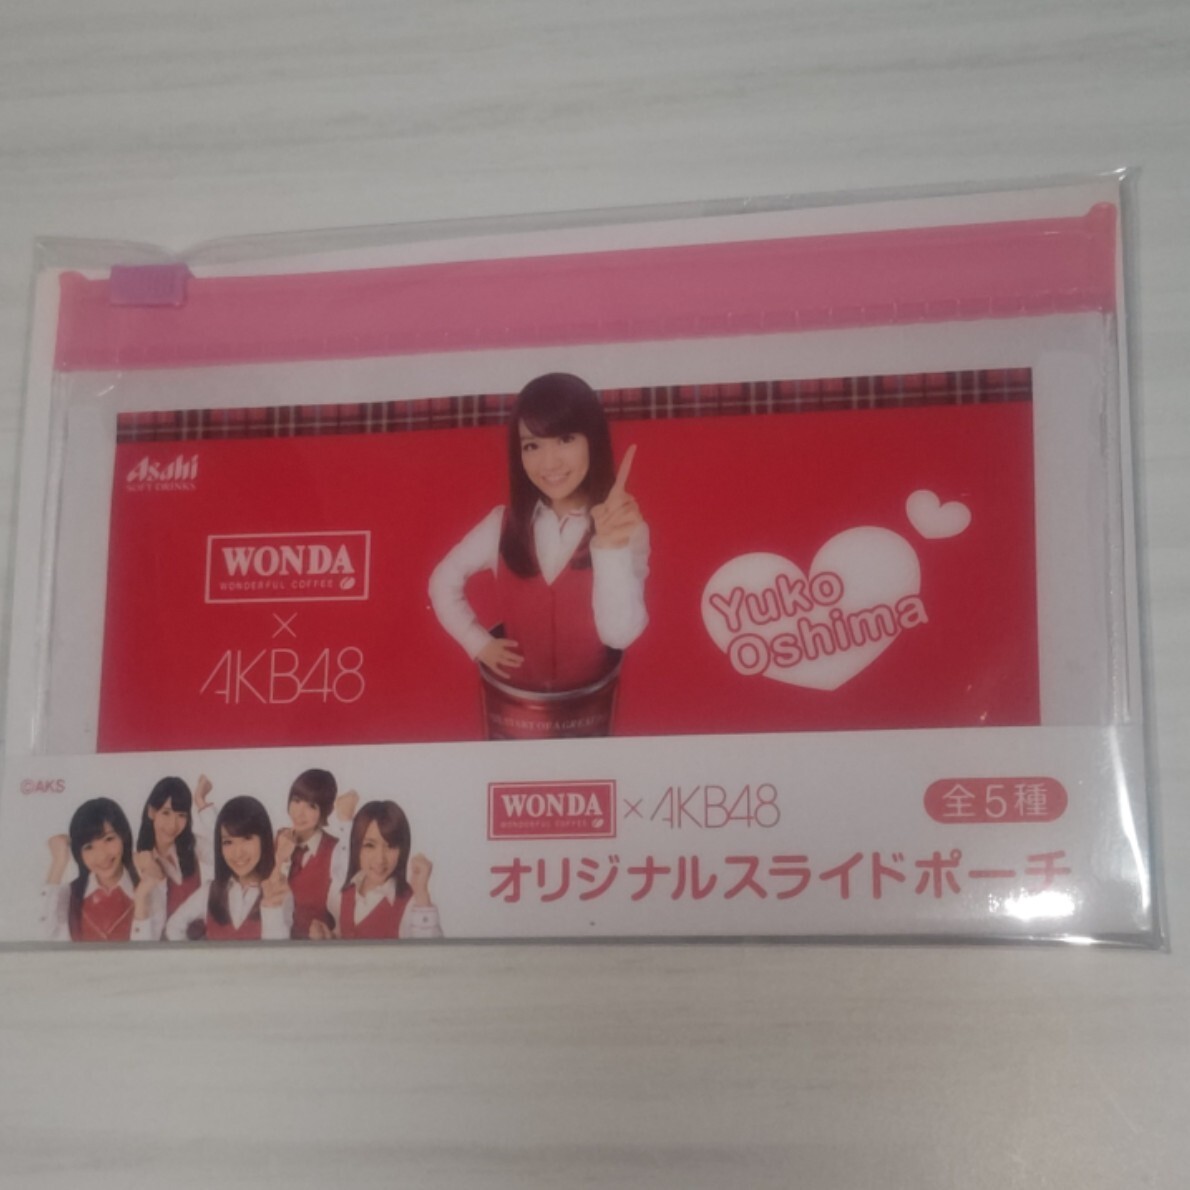 Asahi
SOFT DRINKS
WONDA
WONDERFUL COFFEE
×
AKB48
Yuko
Oshima
©AKS
WONDA
WONDERFUL COFFEE
×AKB48
全5種
オリジナルスライドポーチ